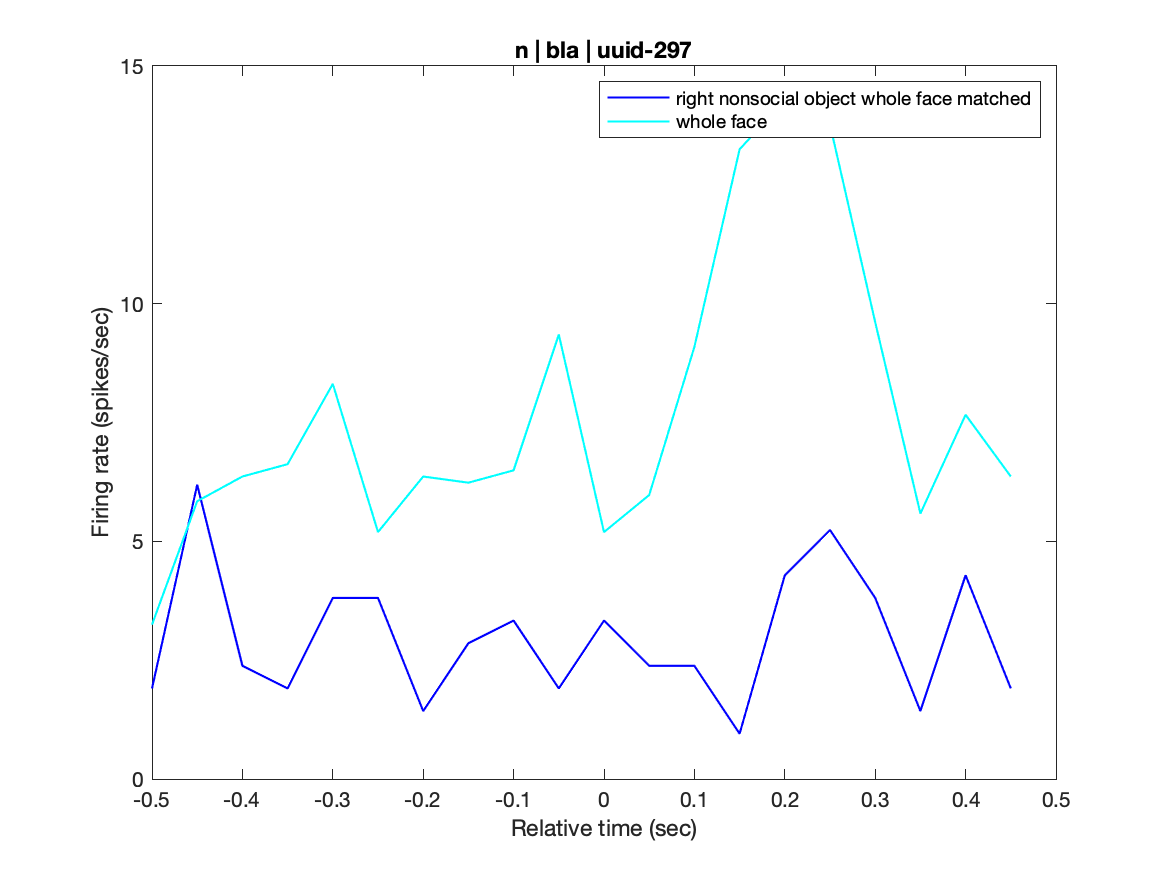 n | bla | uuid-297
15
right nonsocial object whole face matched
whole face
10
5
0
Firing rate (spikes/sec)
-0.5 -0.4 -0.3 -0.2 -0.1 0 0.1 0.2 0.3 0.4 0.5
Relative time (sec)